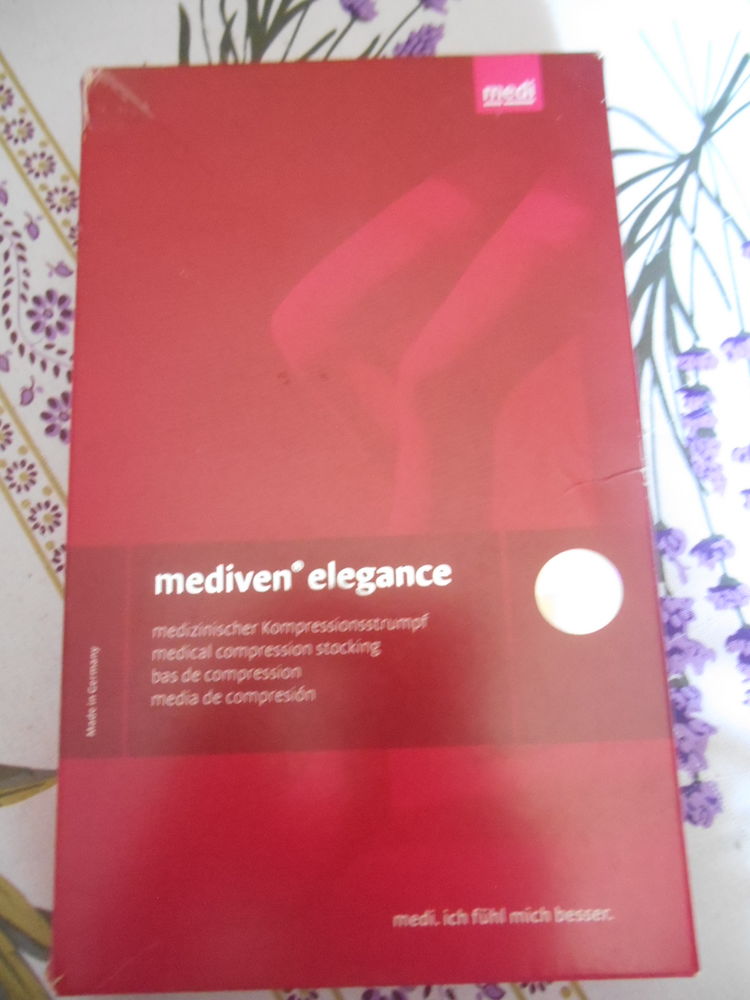 medi
mediven® elegance
medizinischer Kompressionsstrumpf
medical compression stocking
bas de compression
media de compresión
Made in Germany
medi. ich fühl mich besser.